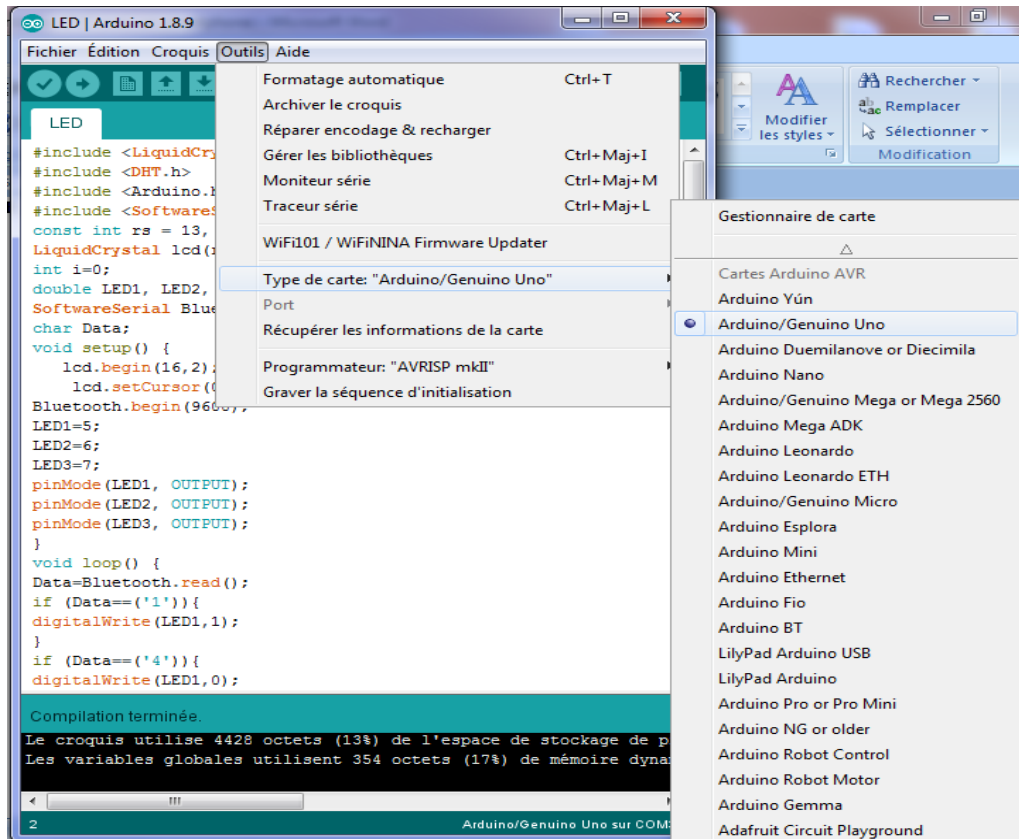 LED | Arduino 1.8.9
Fichier Édition Croquis Outils Aide
LED
#include <LiquidCry
#include <DHT.h>
#include <Arduino.h
#include <SoftwareS
const int rs = 13,
LiquidCrystal lcd(
int i=0;
double LED1, LED2,
SoftwareSerial Blue
char Data;
void setup() {
lcd.begin(16,2);
lcd.setCursor(
Bluetooth.begin(9600);
LED1=5;
LED2=6;
LED3=7;
pinMode(LED1, OUTPUT);
pinMode(LED2, OUTPUT);
pinMode(LED3, OUTPUT);
}
void loop() {
Data=Bluetooth.read();
if (Data==('1')){
digitalWrite(LED1,1);
}
if (Data==('4')){
digitalWrite(LED1,0);
Compilation terminée.
Le croquis utilise 4428 octets (13%) de l'espace de stockage de p
Les variables globales utilisent 354 octets (17%) de mémoire dyna
2
Arduino/Genuino Uno sur COM
Formatage automatique Ctrl+T
Archiver le croquis
Réparer encodage & recharger
Gérer les bibliothèques Ctrl+Maj+I
Moniteur série Ctrl+Maj+M
Traceur série Ctrl+Maj+L
WiFi101 / WiFiNINA Firmware Updater
Type de carte: "Arduino/Genuino Uno"
Port
Récupérer les informations de la carte
Programmateur: "AVRISP mkII"
Graver la séquence d'initialisation
Modifier
les styles
Rechercher
Remplacer
Sélectionner
Modification
Gestionnaire de carte
Cartes Arduino AVR
Arduino Yún
Arduino/Genuino Uno
Arduino Duemilanove or Diecimila
Arduino Nano
Arduino/Genuino Mega or Mega 2560
Arduino Mega ADK
Arduino Leonardo
Arduino Leonardo ETH
Arduino/Genuino Micro
Arduino Esplora
Arduino Mini
Arduino Ethernet
Arduino Fio
Arduino BT
LilyPad Arduino USB
LilyPad Arduino
Arduino Pro or Pro Mini
Arduino NG or older
Arduino Robot Control
Arduino Robot Motor
Arduino Gemma
Adafruit Circuit Playground